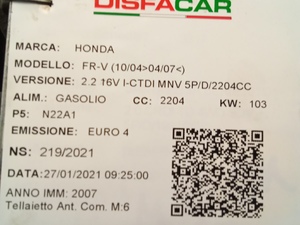 DISFACAR
MARCA: HONDA
MODELLO: FR-V (10/04>04/07<)
VERSIONE: 2.2 16V I-CTDI MNV 5P/D/2204CC
ALIM.: GASOLIO CC: 2204 KW: 103
P5: N22A1
EMISSIONE: EURO 4
NS: 219/2021
DATA:27/01/2021 09:25:00
ANNO IMM: 2007
Tellaietto Ant. Com. M:6